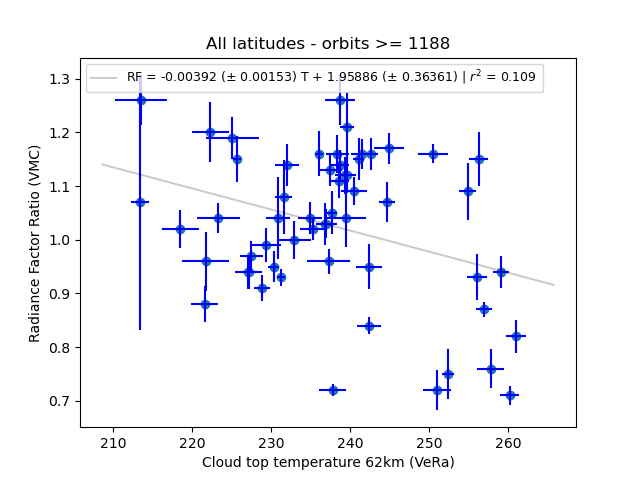 All latitudes - orbits >= 1188
RF = -0.00392 (± 0.00153) T + 1.95886 (± 0.36361) | r² = 0.109
1.3
1.2
1.1
1.0
0.9
0.8
0.7
Radiance Factor Ratio (VMC)
210 220 230 240 250 260
Cloud top temperature 62km (VeRa)